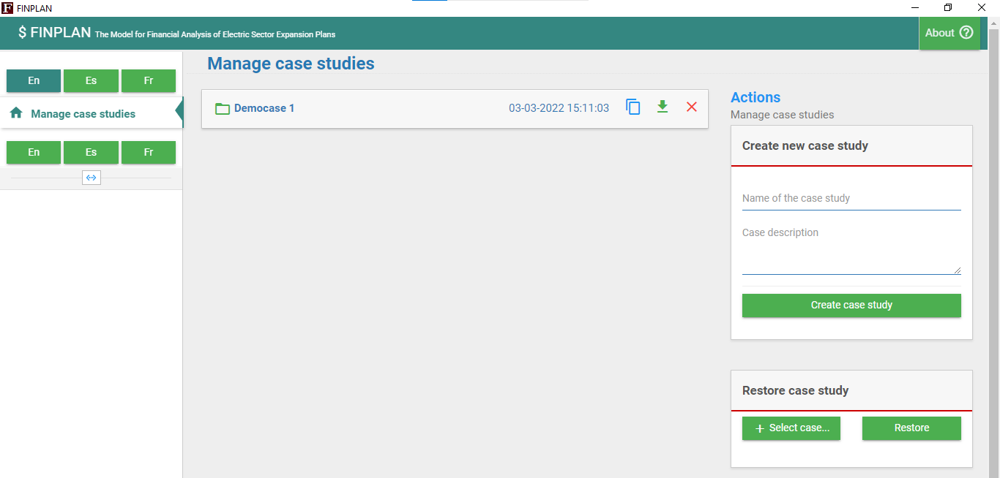 FINPLAN
$ FINPLAN The Model for Financial Analysis of Electric Sector Expansion Plans
About
En Es Fr
Manage case studies
En Es Fr
Manage case studies
Democase 1 03-03-2022 15:11:03
Actions
Manage case studies
Create new case study
Name of the case study
Case description
Create case study
Restore case study
+ Select case...
Restore